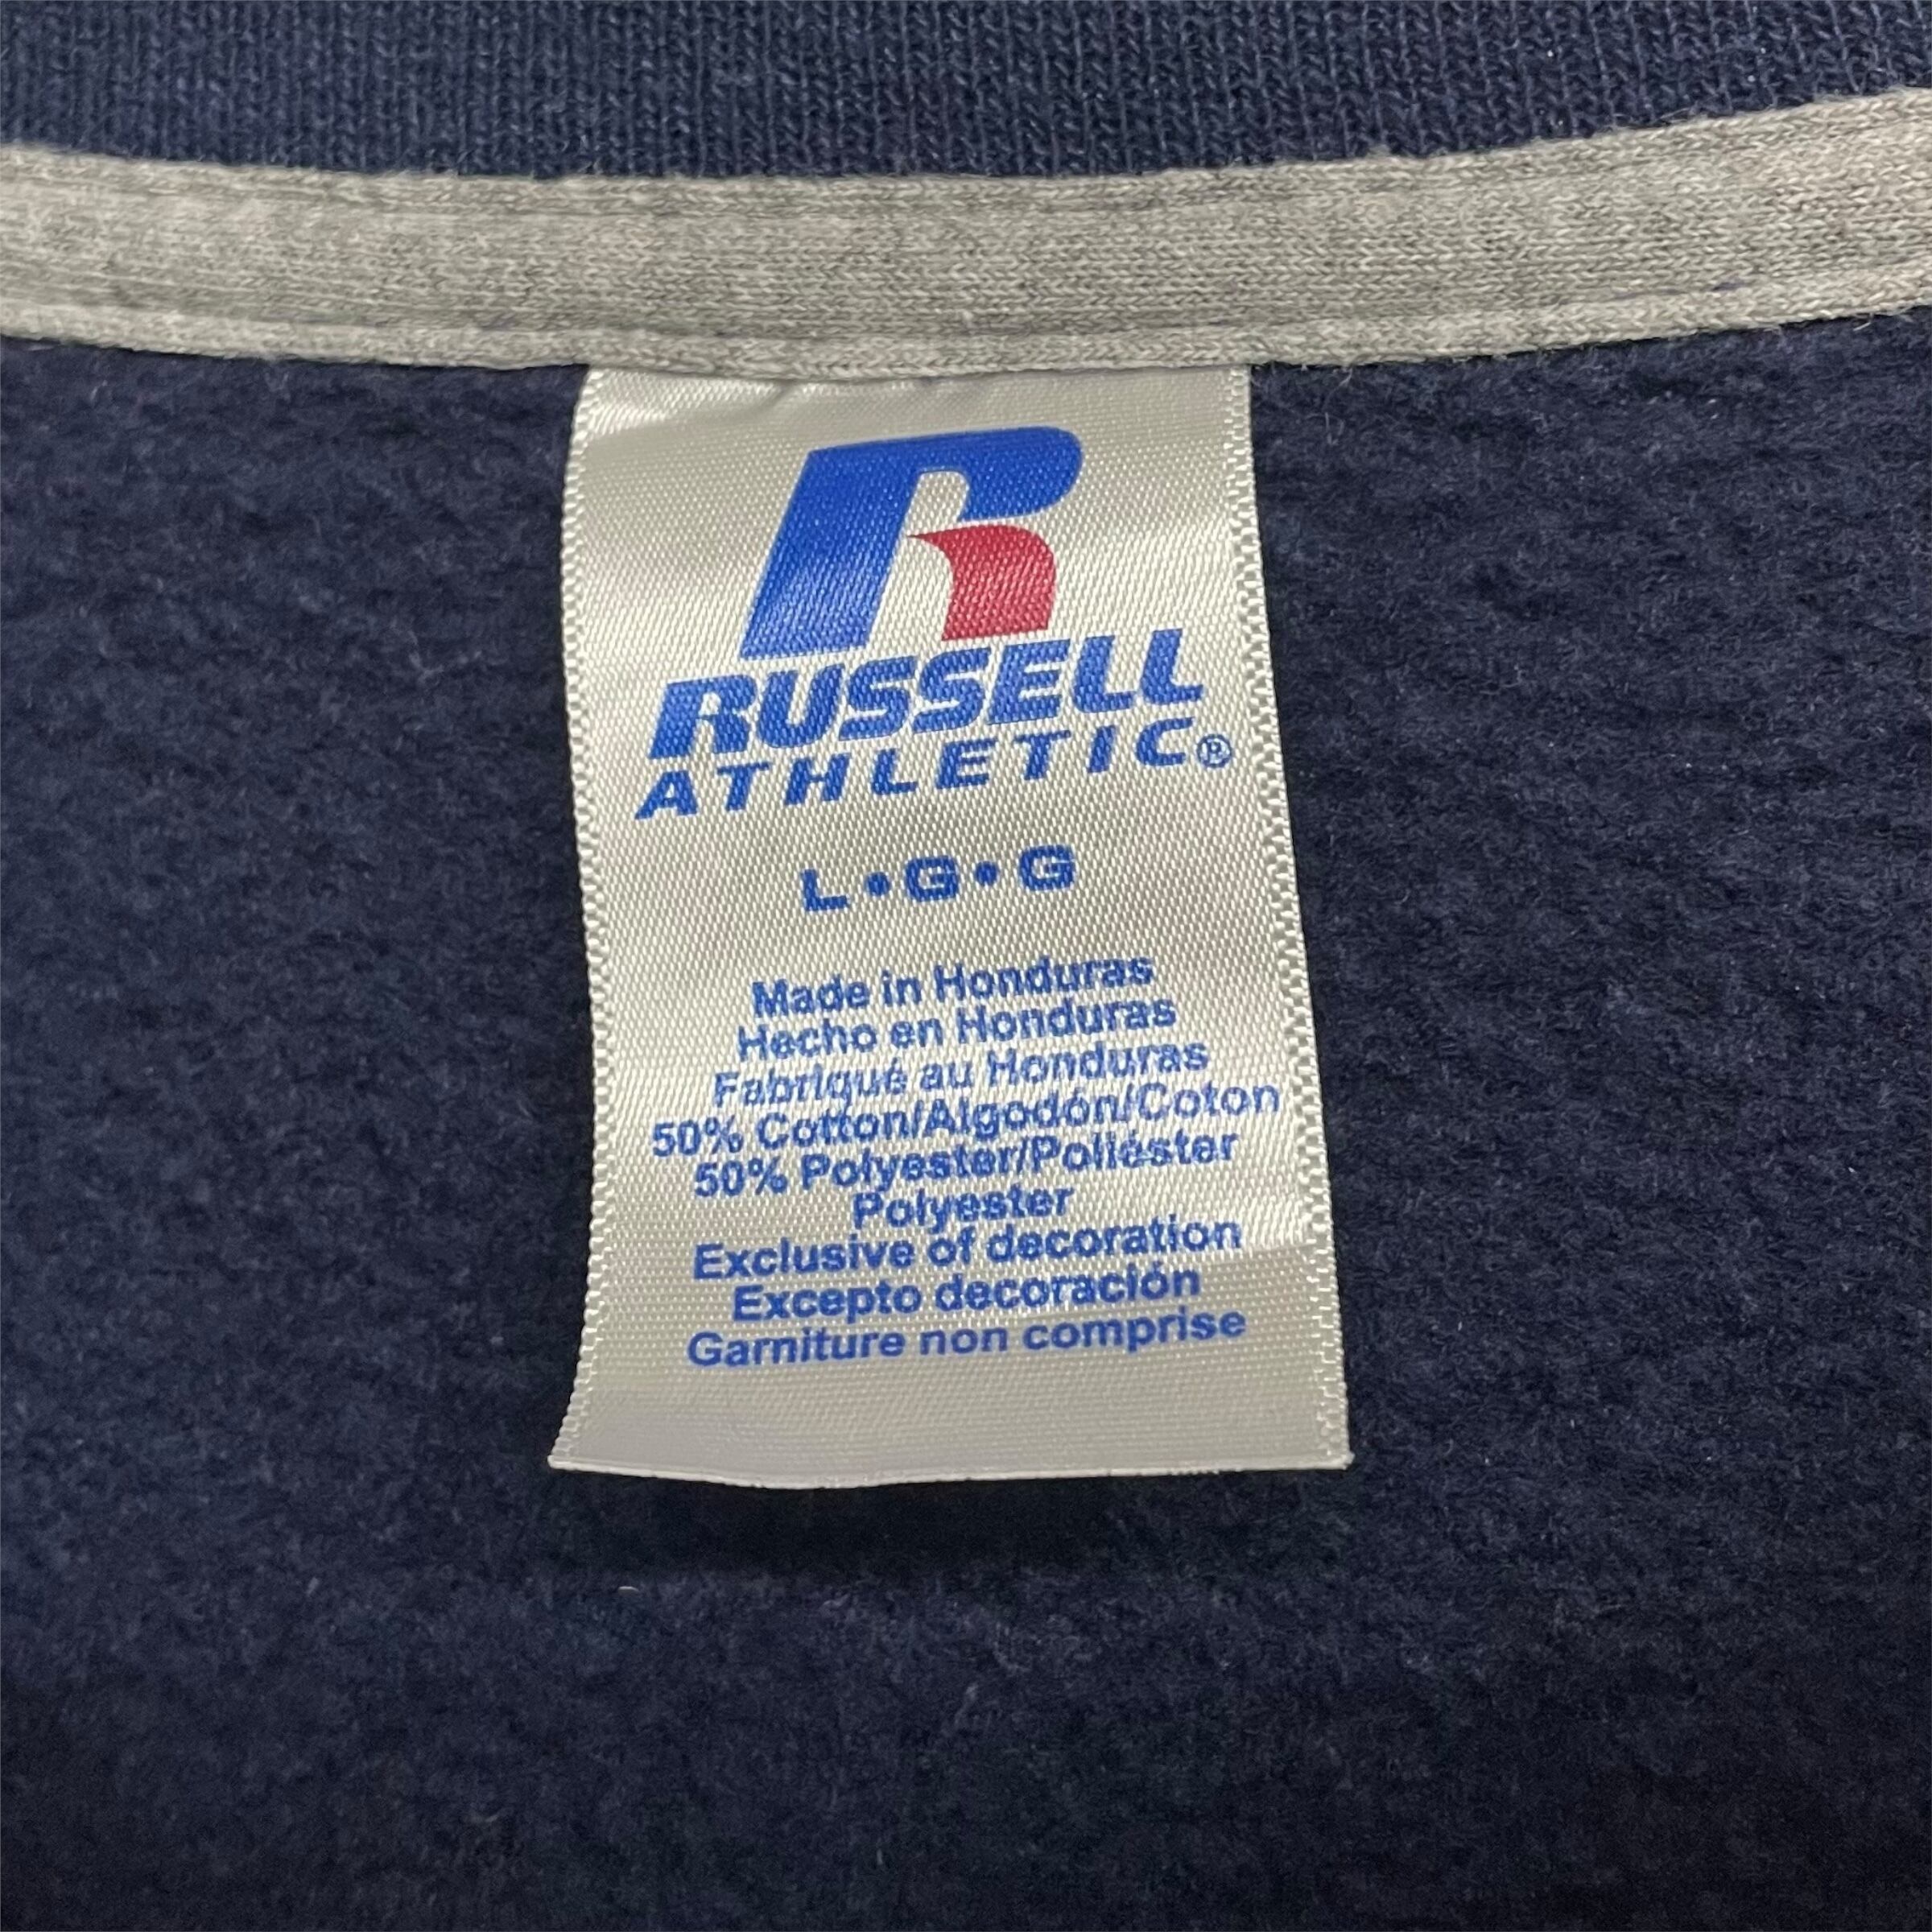 R
RUSSELL
ATHLETIC®
L•G•G
Made in Honduras
Hecho en Honduras
Fabriqué au Honduras
50% Cotton/Algodón/Coton
50% Polyester/Poliéster
Polyester
Exclusive of decoration
Excepto decoración
Garniture non comprise